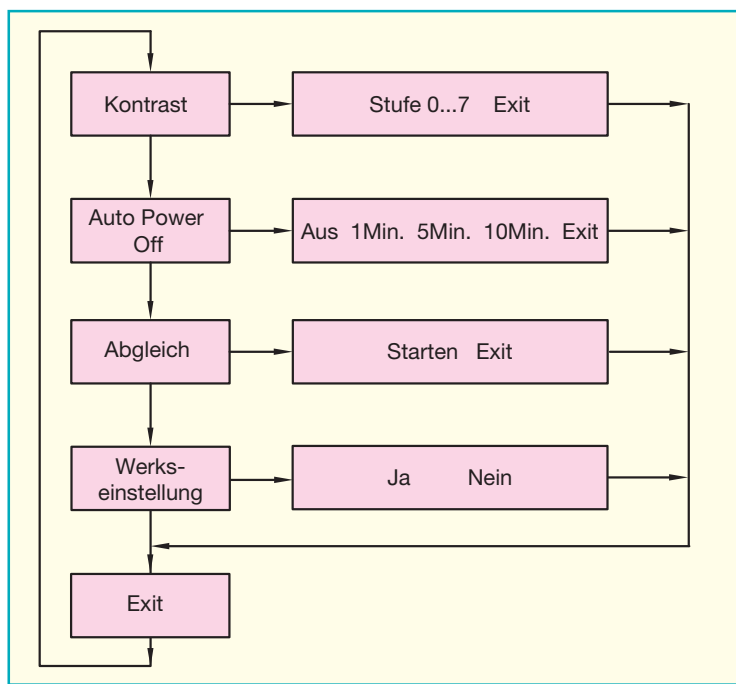 Kontrast
Stufe 0...7 Exit
Auto Power
Off
Aus 1Min. 5Min. 10Min. Exit
Abgleich
Starten Exit
Werks-
einstellung
Ja Nein
Exit